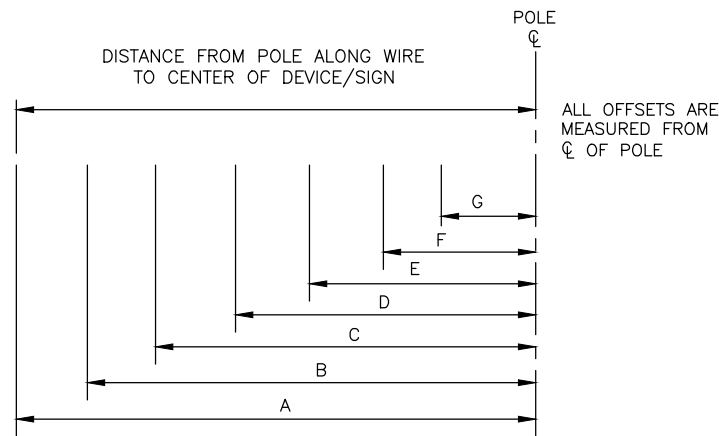 POLE
℄
DISTANCE FROM POLE ALONG WIRE
TO CENTER OF DEVICE/SIGN
ALL OFFSETS ARE
MEASURED FROM
℄ OF POLE
G
F
E
D
C
B
A